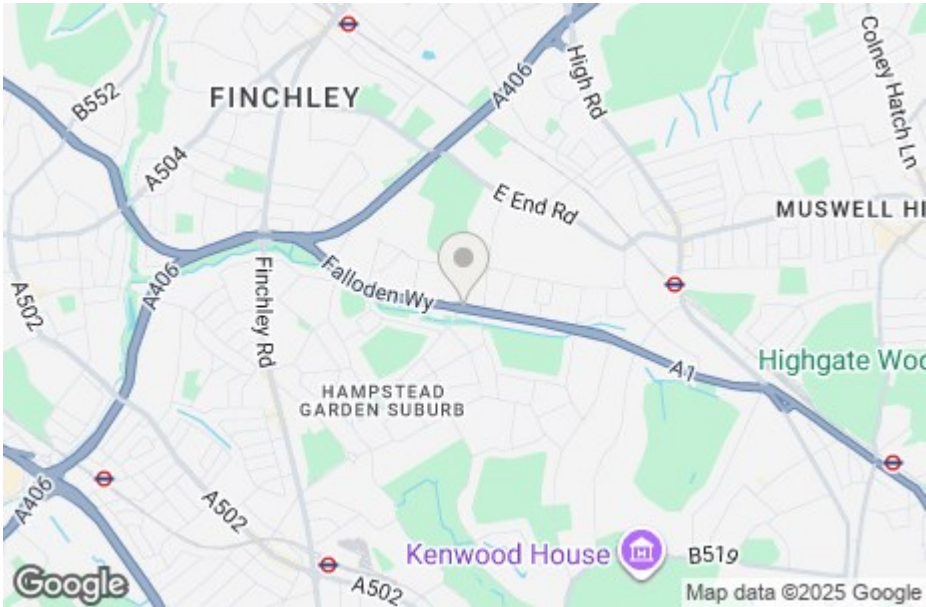 B552
FINCHLEY
A504
A406
High Rd
Colney Hatch Ln
E End Rd
MUSWELL HI
A502
A406
Finchley Rd
Falloden Wy
A1
Highgate Woo
HAMPSTEAD
GARDEN SUBURB
A406
A502
Kenwood House
B519
A502
Google
Map data ©2025 Google